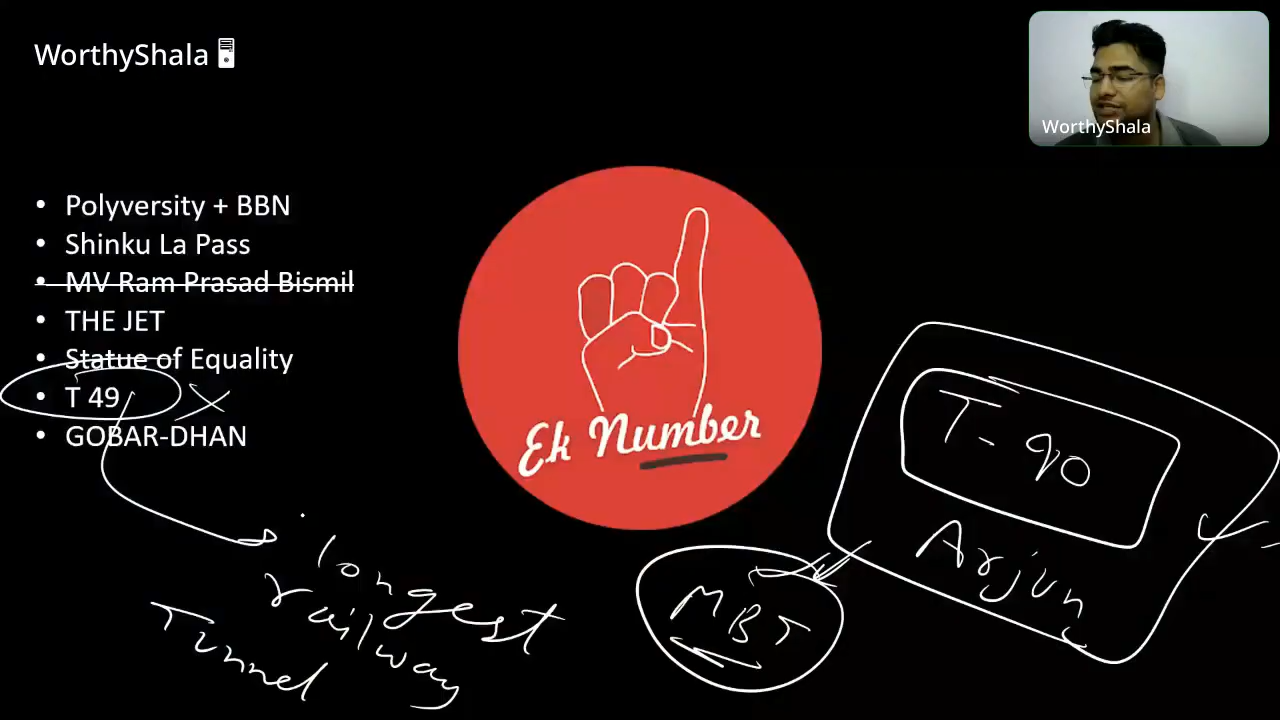 WorthyShala
WorthyShala
• Polyversity + BBN
• Shinku La Pass
• MV Ram Prasad Bismil
• THE JET
• Statue of Equality
• T 49
• GOBAR-DHAN
Ek Number
T-90
Arjun
MBT
longest
railway
Tunnel